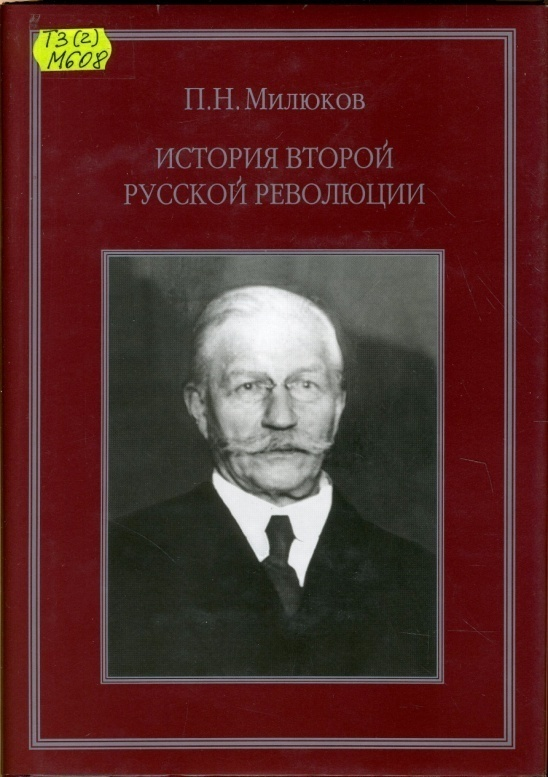 Т3(2)
М608
П.Н. Милюков
ИСТОРИЯ ВТОРОЙ
РУССКОЙ РЕВОЛЮЦИИ